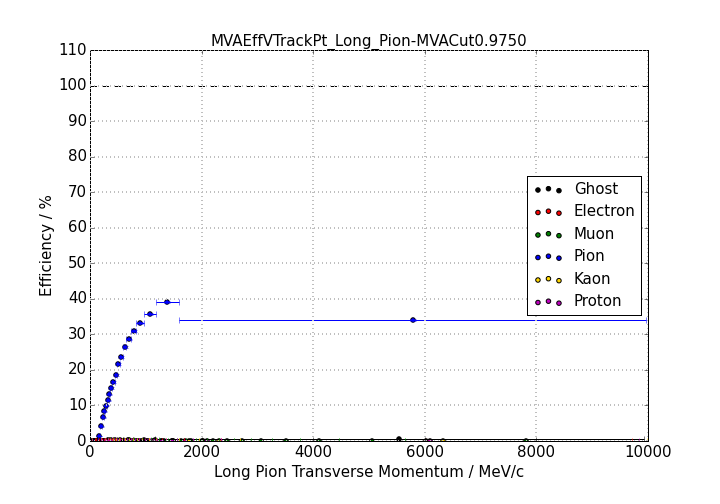 MVAEffVTrackPt_Long_Pion-MVACut0.9750
110
100
90
80
70
60
50
40
30
20
10
0
Efficiency / %
Ghost
Electron
Muon
Pion
Kaon
Proton
0 2000 4000 6000 8000 10000
Long Pion Transverse Momentum / MeV/c